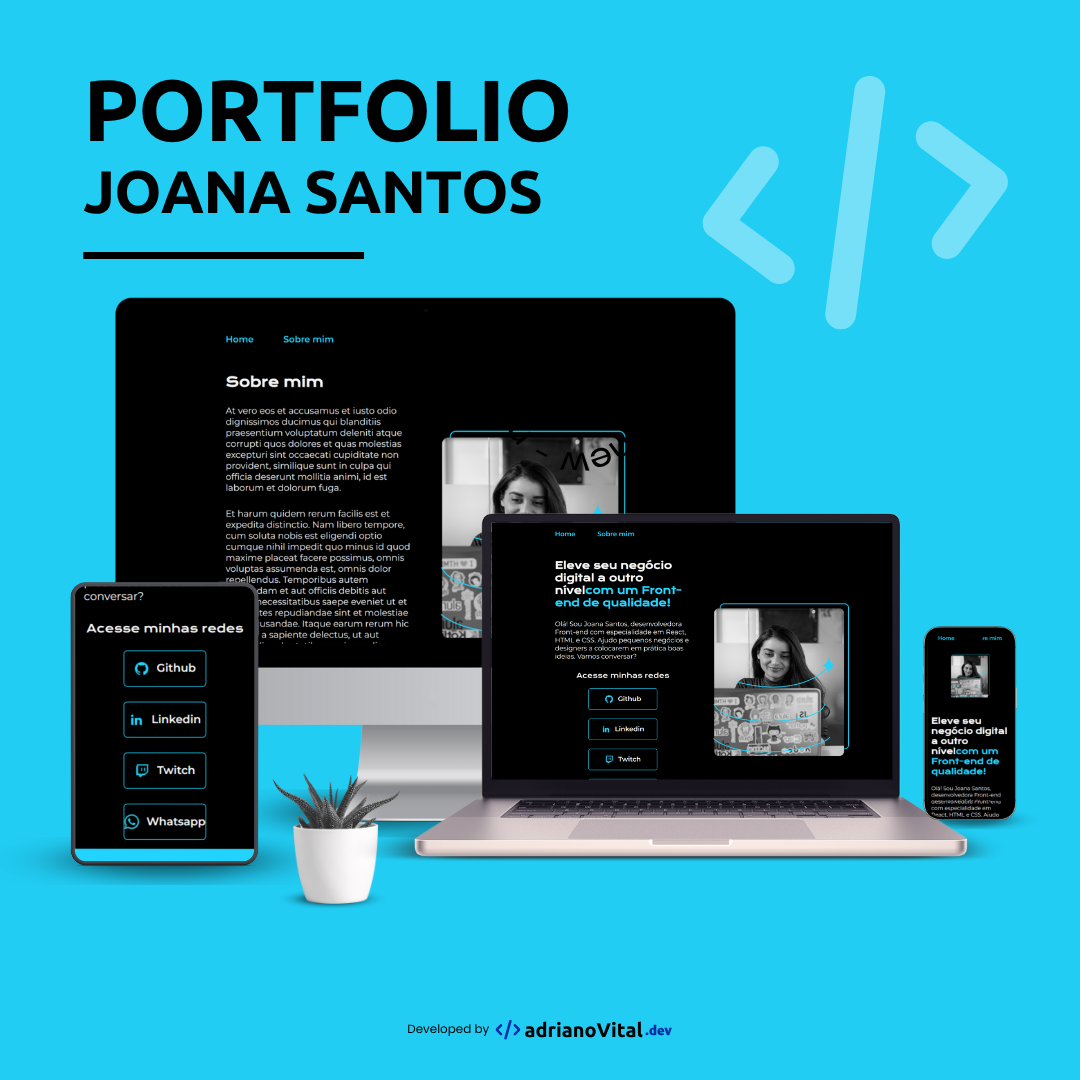 PORTFOLIO
JOANA SANTOS
Home Sobre mim
Sobre mim
At vero eos et accusamus et iusto odio
dignissimos ducimus qui blanditiis
praesentium voluptatum deleniti atque
corrupti quos dolores et quas molestias
excepturi sint occaecati cupiditate non
provident, similique sunt in culpa qui
officia deserunt mollitia animi, id est
laborum et dolorum fuga.
Et harum quidem rerum facilis est et
expedita distinctio. Nam libero tempore,
cum soluta nobis est eligendi optio
cumque nihil impedit quo minus id quod
maxime placeat facere possimus, omnis
voluptas assumenda est, omnis dolor
repellendus. Temporibus autem
dam et aut officiis debitis aut
necessitatibus saepe eveniet ut et
tes repudiandae sint et molestiae
usandae. Itaque earum rerum hic
a sapiente delectus, ut aut
new
conversar?
Acesse minhas redes
Github
Linkedin
Twitch
Whatsapp
Home Sobre mim
Eleve seu negócio
digital a outro
nívelcom um Front-
end de qualidade!
Olá! Sou Joana Santos, desenvolvedora
Front-end com especialidade em React,
HTML e CSS. Ajudo pequenos negócios e
designers a colocarem em prática boas
ideias. Vamos conversar?
Acesse minhas redes
Github
Linkedin
Twitch
Home re mim
Eleve seu
negócio digital
a outro
nívelcom um
Front-end de
qualidade!
Olá! Sou Joana Santos,
desenvolvedora Front-end
com especialidade em
React, HTML e CSS. Ajudo
Developed by </> adrianoVital.dev